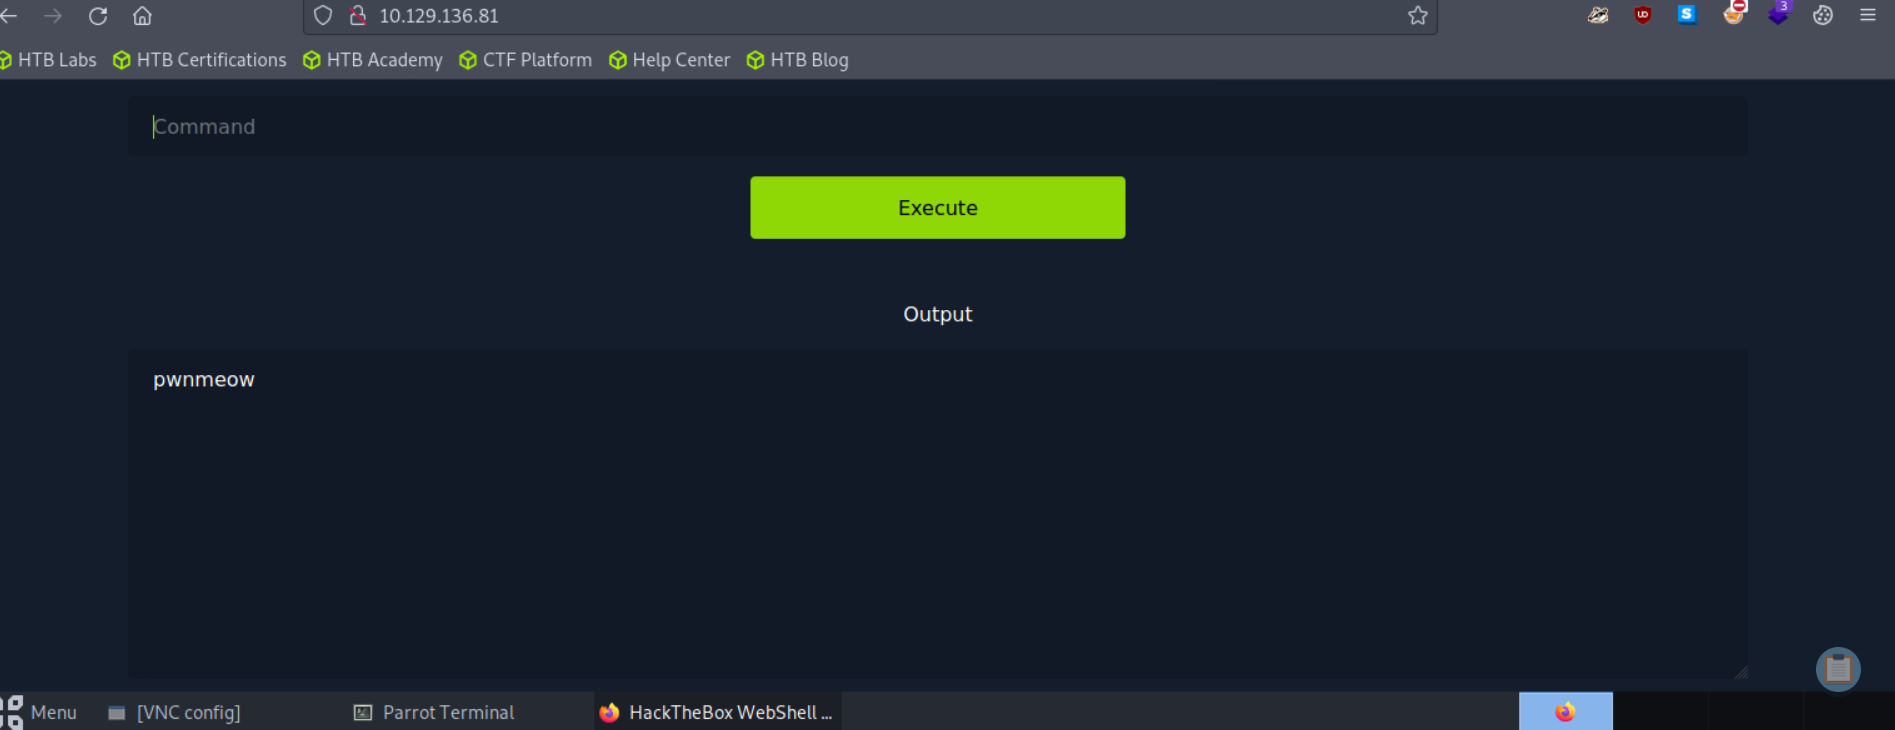 10.129.136.81
HTB Labs HTB Certifications HTB Academy CTF Platform Help Center HTB Blog
Command
Execute
Output
pwnmeow
Menu [VNC config] Parrot Terminal HackTheBox WebShell ...
3